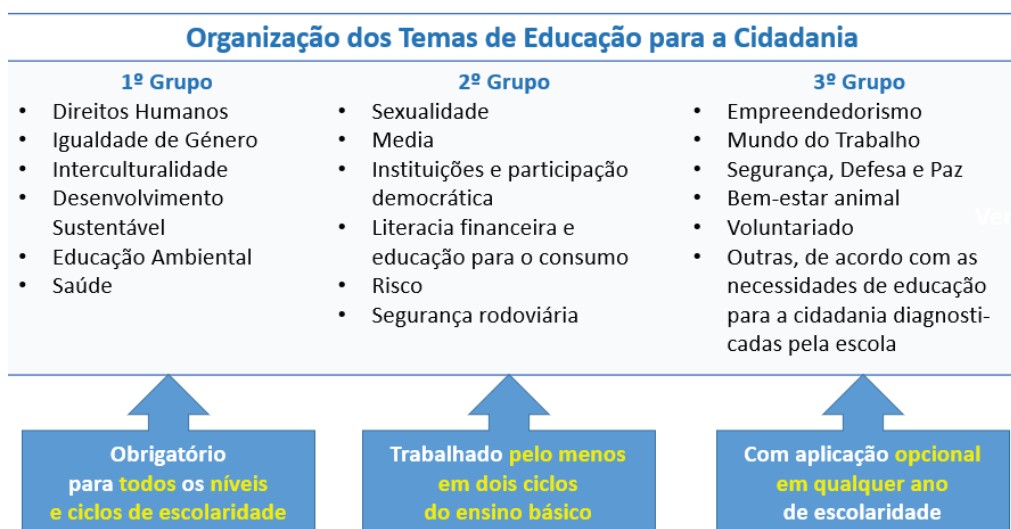 Organização dos Temas de Educação para a Cidadania
1º Grupo
• Direitos Humanos
• Igualdade de Género
• Interculturalidade
• Desenvolvimento
Sustentável
• Educação Ambiental
• Saúde
2º Grupo
• Sexualidade
• Media
• Instituições e participação
democrática
• Literacia financeira e
educação para o consumo
• Risco
• Segurança rodoviária
3º Grupo
• Empreendedorismo
• Mundo do Trabalho
• Segurança, Defesa e Paz
• Bem-estar animal
• Voluntariado
• Outras, de acordo com as
necessidades de educação
para a cidadania diagnosti-
cadas pela escola
Obrigatório
para todos os níveis
e ciclos de escolaridade
Trabalhado pelo menos
em dois ciclos
do ensino básico
Com aplicação opcional
em qualquer ano
de escolaridade